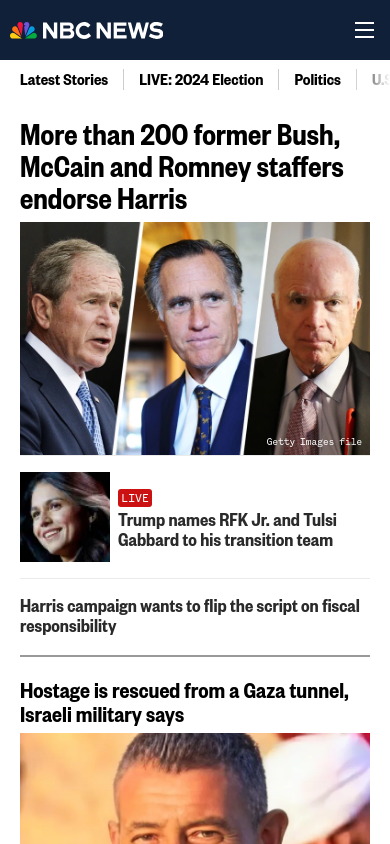 NBC NEWS
Latest Stories
LIVE: 2024 Election
Politics
More than 200 former Bush,
McCain and Romney staffers
endorse Harris
Getty Images file
LIVE
Trump names RFK Jr. and Tulsi
Gabbard to his transition team
Harris campaign wants to flip the script on fiscal
responsibility
Hostage is rescued from a Gaza tunnel,
Israeli military says